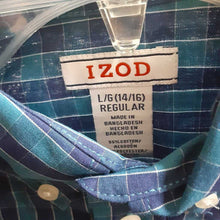 IZOD
L/G (14/16)
REGULAR
MADE IN
BANGLADESH
HECHO EN
BANGLADESH